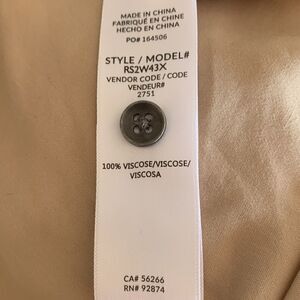 MADE IN CHINA
FABRIQUÉ EN CHINE
HECHO EN CHINA
PO# 164506
STYLE / MODEL#
RS2W43X
VENDOR CODE / CODE
VENDEUR#
2751
100% VISCOSE/VISCOSE/
VISCOSA
CA# 56266
RN# 92874